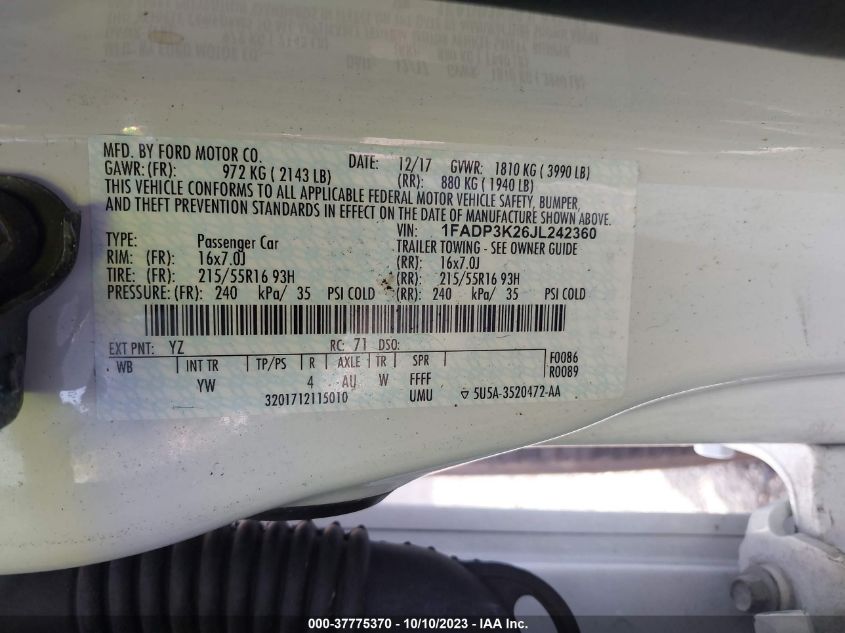 MFD. BY FORD MOTOR CO.
DATE: 12/17 GVWR: 1810 KG ( 3990 LB)
GAWR: (FR): 972 KG ( 2143 LB) (RR): 880 KG ( 1940 LB)
THIS VEHICLE CONFORMS TO ALL APPLICABLE FEDERAL MOTOR VEHICLE SAFETY, BUMPER,
AND THEFT PREVENTION STANDARDS IN EFFECT ON THE DATE OF MANUFACTURE SHOWN ABOVE.
VIN: 1FADP3K26JL242360
TYPE: Passenger Car TRAILER TOWING - SEE OWNER GUIDE
RIM: (FR): 16x7.0J (RR): 16x7.0J
TIRE: (FR): 215/55R16 93H (RR): 215/55R16 93H
PRESSURE: (FR): 240 kPa/ 35 PSI COLD (RR): 240 kPa/ 35 PSI COLD
EXT PNT: YZ RC: 71 DSO:
WB INT TR TP/PS R AXLE TR SPR F0086
R0089
YW 4 AU W FFFF
3201712115010 UMU 5U5A-3520472-AA
000-37775370 - 10/10/2023 - IAA Inc.